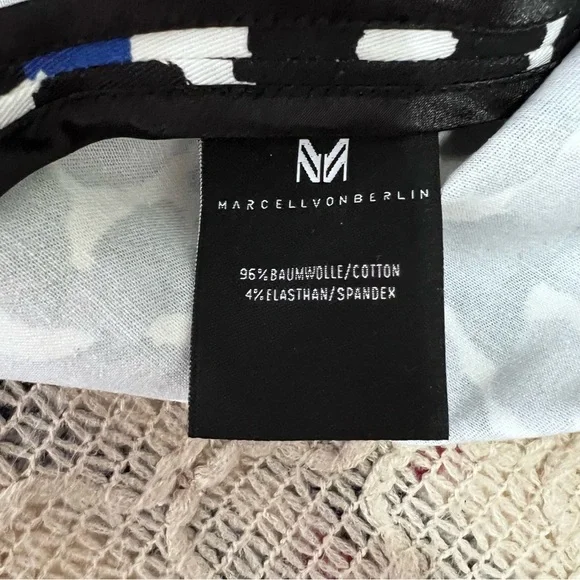 MARCELLVONBERLIN
96% BAUMWOLLE/COTTON
4% ELASTHAN/SPANDEX